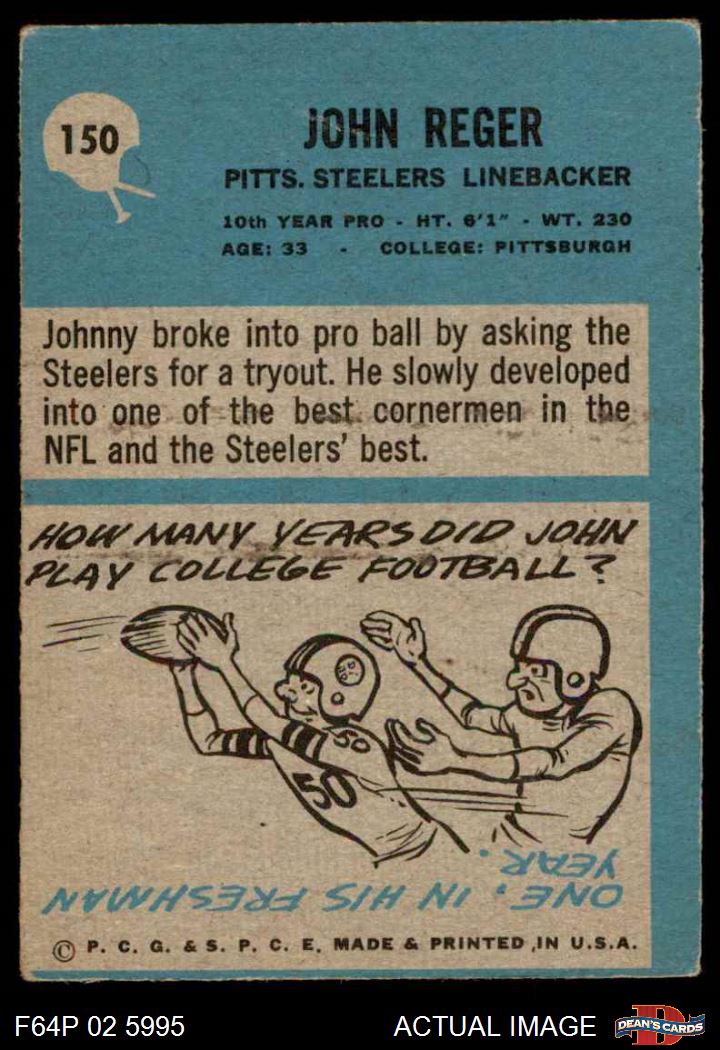 150
JOHN REGER
PITTS. STEELERS LINEBACKER
10th YEAR PRO - HT. 6'1" - WT. 230
AGE: 33 - COLLEGE: PITTSBURGH
Johnny broke into pro ball by asking the
Steelers for a tryout. He slowly developed
into one of the best cornermen in the
NFL and the Steelers' best.
HOW MANY YEARS DID JOHN
PLAY COLLEGE FOOTBALL?
50
50
ONE. IN HIS FRESHMAN
YEAR.
© P. C. G. & S. P. C. E. MADE & PRINTED IN U.S.A.
F64P 02 5995
ACTUAL IMAGE
D
DEAN'S CARDS